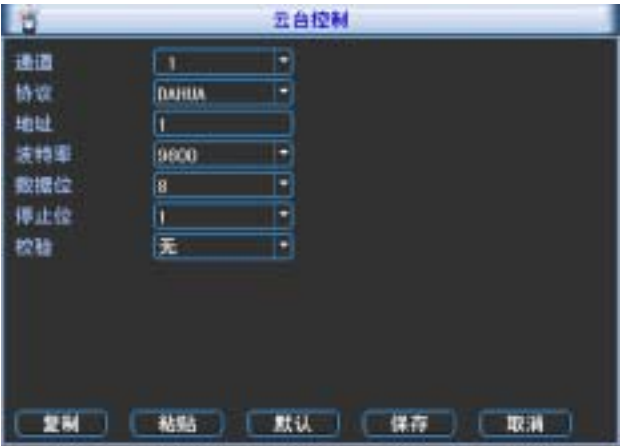 云台控制
通道 1
协议 DAHUA
地址 1
波特率 9600
数据位 8
停止位 1
校验 无
复制 粘贴 默认 保存 取消